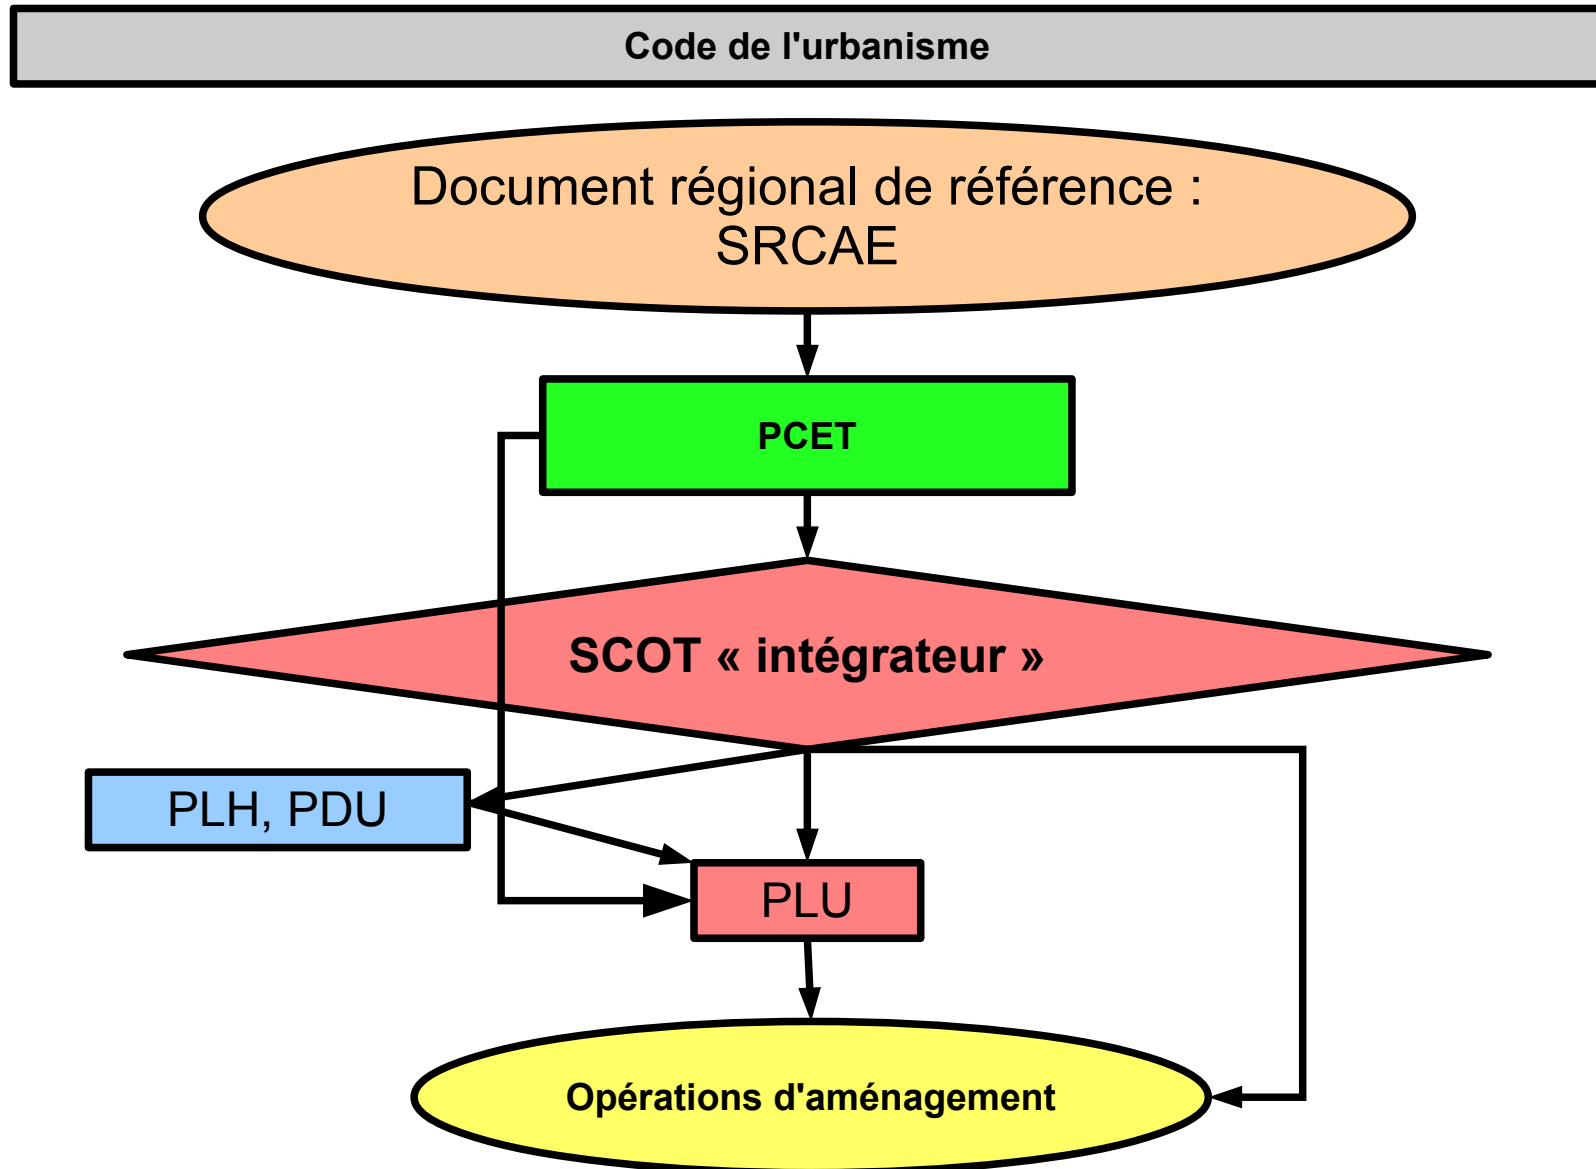 Code de l'urbanisme
Document régional de référence :
SRCAE
PCET
SCOT « intégrateur »
PLH, PDU
PLU
Opérations d'aménagement